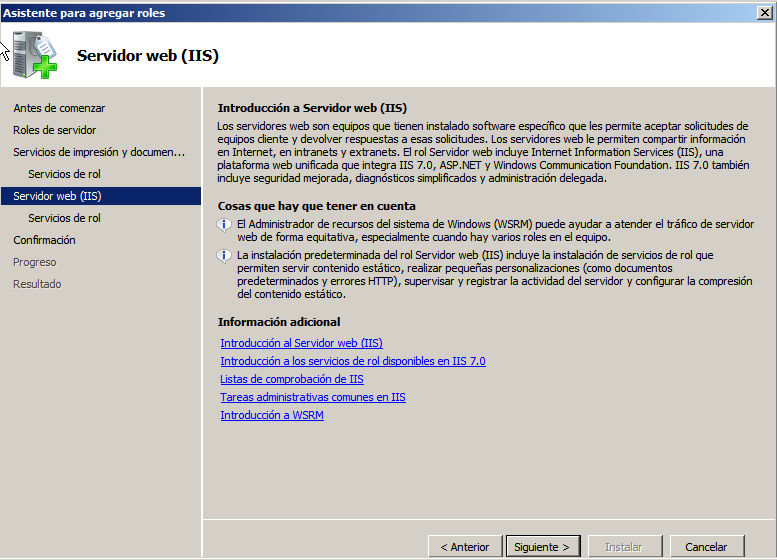 Asistente para agregar roles
Servidor web (IIS)
Antes de comenzar
Roles de servidor
Servicios de impresión y documen...
Servicios de rol
Servidor web (IIS)
Servicios de rol
Confirmación
Progreso
Resultado
Introducción a Servidor web (IIS)
Los servidores web son equipos que tienen instalado software específico que les permite aceptar solicitudes de
equipos cliente y devolver respuestas a esas solicitudes. Los servidores web le permiten compartir información
en Internet, en intranets y extranets. El rol Servidor web incluye Internet Information Services (IIS), una
plataforma web unificada que integra IIS 7.0, ASP.NET y Windows Communication Foundation. IIS 7.0 también
incluye seguridad mejorada, diagnósticos simplificados y administración delegada.
Cosas que hay que tener en cuenta
El Administrador de recursos del sistema de Windows (WSRM) puede ayudar a atender el tráfico de servidor
web de forma equitativa, especialmente cuando hay varios roles en el equipo.
La instalación predeterminada del rol Servidor web (IIS) incluye la instalación de servicios de rol que
permiten servir contenido estático, realizar pequeñas personalizaciones (como documentos
predeterminados y errores HTTP), supervisar y registrar la actividad del servidor y configurar la compresión
del contenido estático.
Información adicional
Introducción al Servidor web (IIS)
Introducción a los servicios de rol disponibles en IIS 7.0
Listas de comprobación de IIS
Tareas administrativas comunes en IIS
Introducción a WSRM
< Anterior
Siguiente >
Instalar
Cancelar